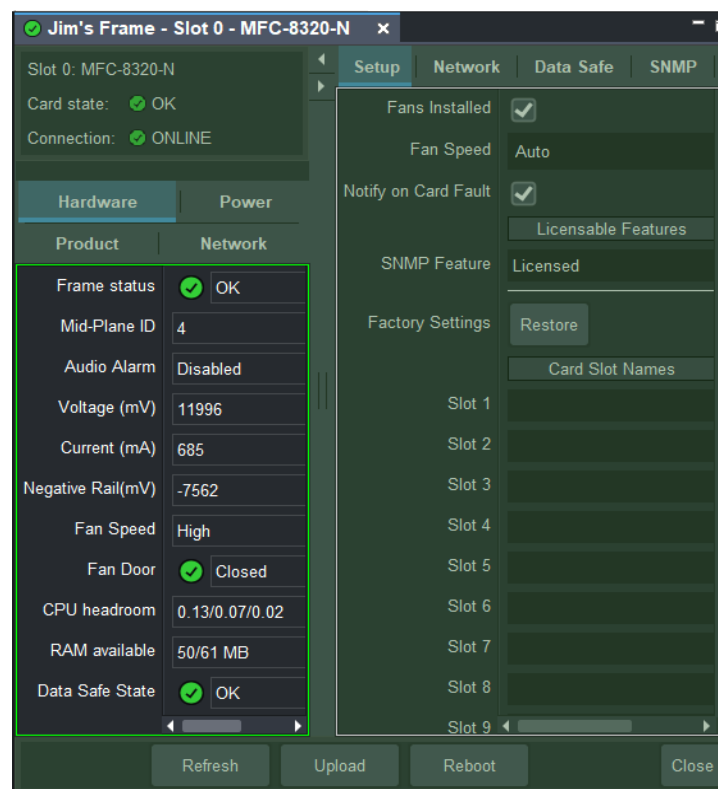 Jim's Frame - Slot 0 - MFC-8320-N ×
Slot 0: MFC-8320-N
Card state: OK
Connection: ONLINE
Hardware Power
Product Network
Frame status OK
Mid-Plane ID 4
Audio Alarm Disabled
Voltage (mV) 11996
Current (mA) 685
Negative Rail(mV) -7562
Fan Speed High
Fan Door Closed
CPU headroom 0.13/0.07/0.02
RAM available 50/61 MB
Data Safe State OK
Setup Network Data Safe SNMP
Fans Installed
Fan Speed Auto
Notify on Card Fault
Licensable Features
SNMP Feature Licensed
Factory Settings Restore
Card Slot Names
Slot 1
Slot 2
Slot 3
Slot 4
Slot 5
Slot 6
Slot 7
Slot 8
Slot 9
Refresh Upload Reboot Close